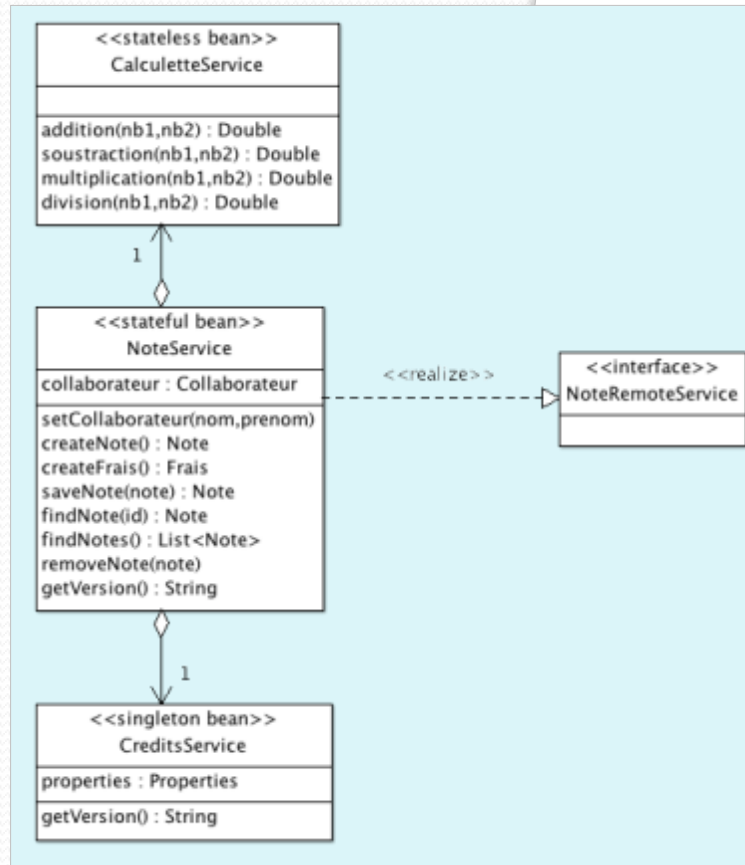 <<stateless bean>>
CalculetteService
addition(nb1,nb2) : Double
soustraction(nb1,nb2) : Double
multiplication(nb1,nb2) : Double
division(nb1,nb2) : Double
1
<<stateful bean>>
NoteService
collaborateur : Collaborateur
setCollaborateur(nom,prenom)
createNote() : Note
createFrais() : Frais
saveNote(note) : Note
findNote(id) : Note
findNotes() : List<Note>
removeNote(note)
getVersion() : String
<<realize>>
<<interface>>
NoteRemoteService
1
<<singleton bean>>
CreditsService
properties : Properties
getVersion() : String